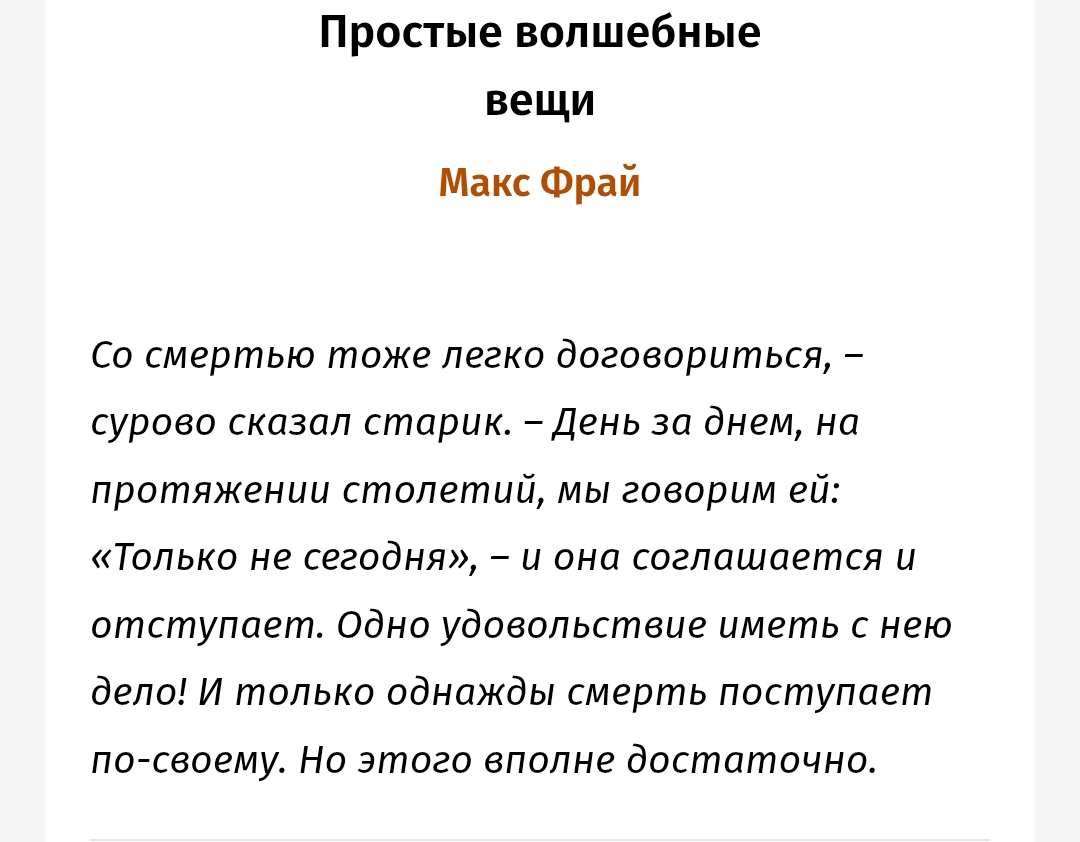 Простые волшебные
вещи
Макс Фрай
Со смертью тоже легко договориться, –
сурово сказал старик. – День за днем, на
протяжении столетий, мы говорим ей:
«Только не сегодня», – и она соглашается и
отступает. Одно удовольствие иметь с нею
дело! И только однажды смерть поступает
по-своему. Но этого вполне достаточно.